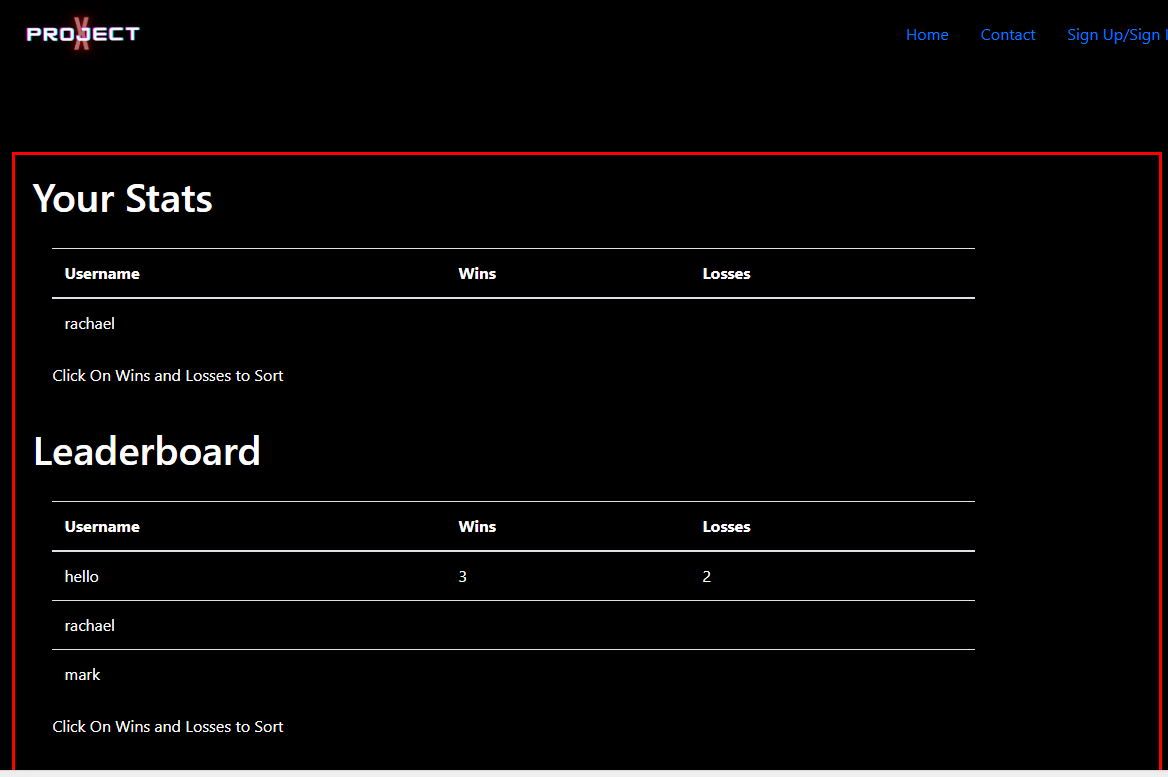 PROJECT X
Home Contact Sign Up/Sign
Your Stats
Username Wins Losses
rachael
Click On Wins and Losses to Sort
Leaderboard
Username Wins Losses
hello 3 2
rachael
mark
Click On Wins and Losses to Sort